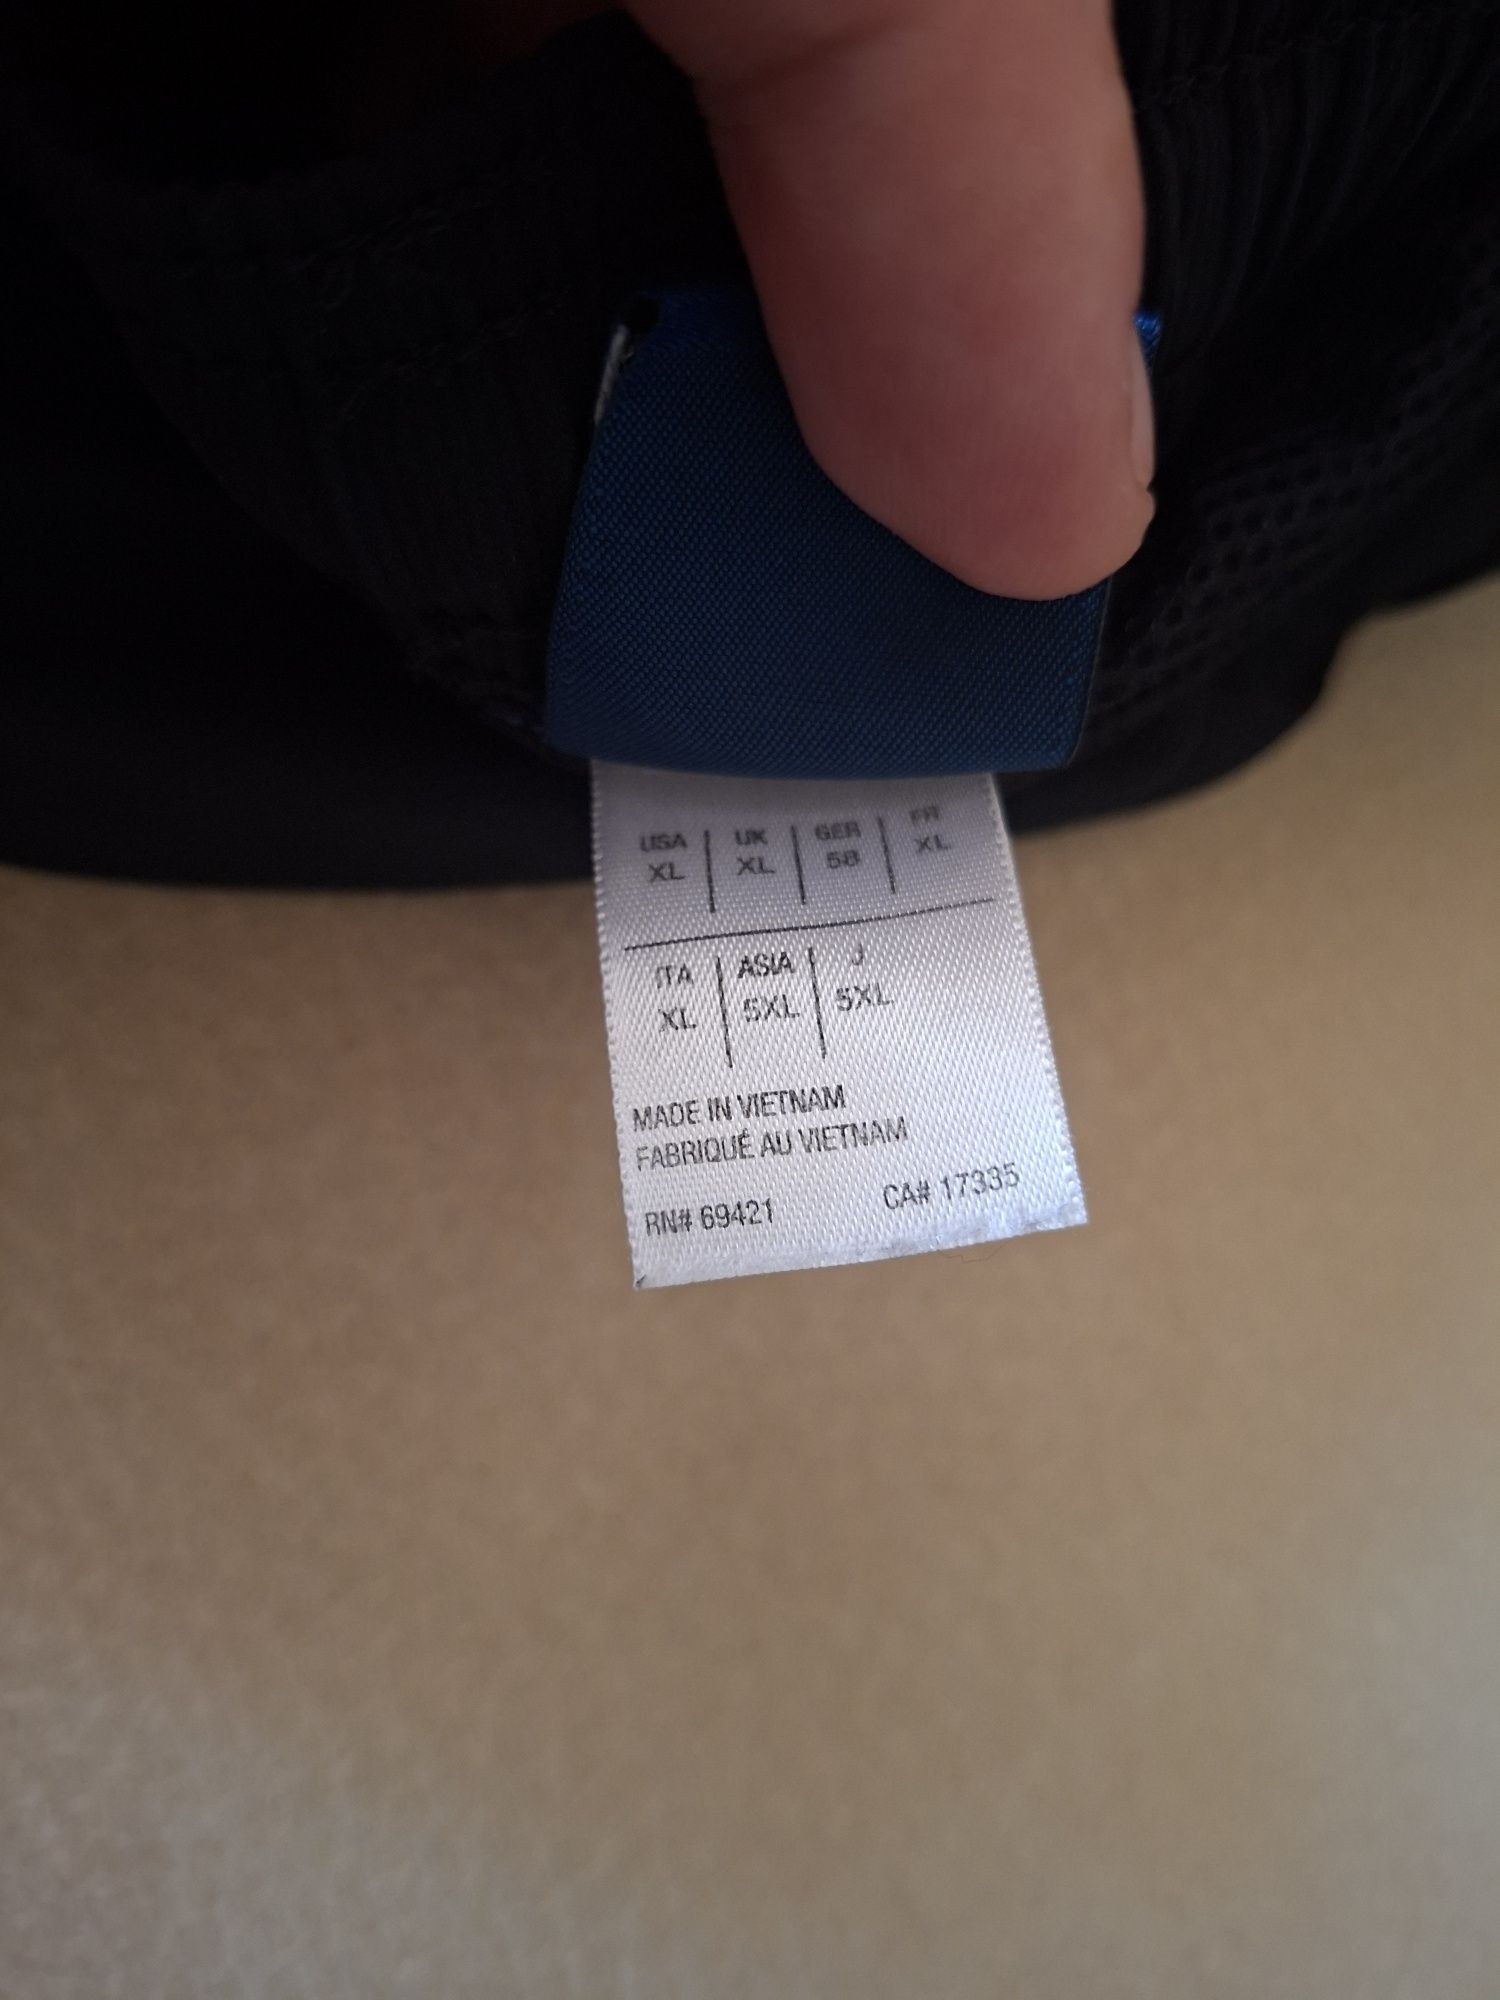 USA UK GER FR
XL XL 58 XL
ITA ASIA J
XL 5XL 5XL
MADE IN VIETNAM
FABRIQUÉ AU VIETNAM
RN# 69421 CA# 17335